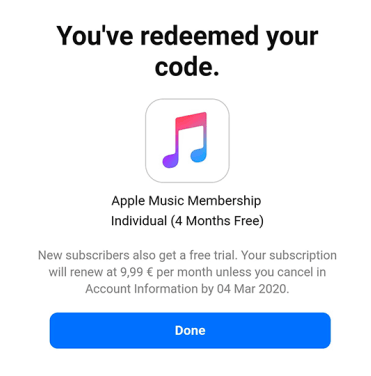 You've redeemed your
code.
Apple Music Membership
Individual (4 Months Free)
New subscribers also get a free trial. Your subscription
will renew at 9,99 € per month unless you cancel in
Account Information by 04 Mar 2020.
Done